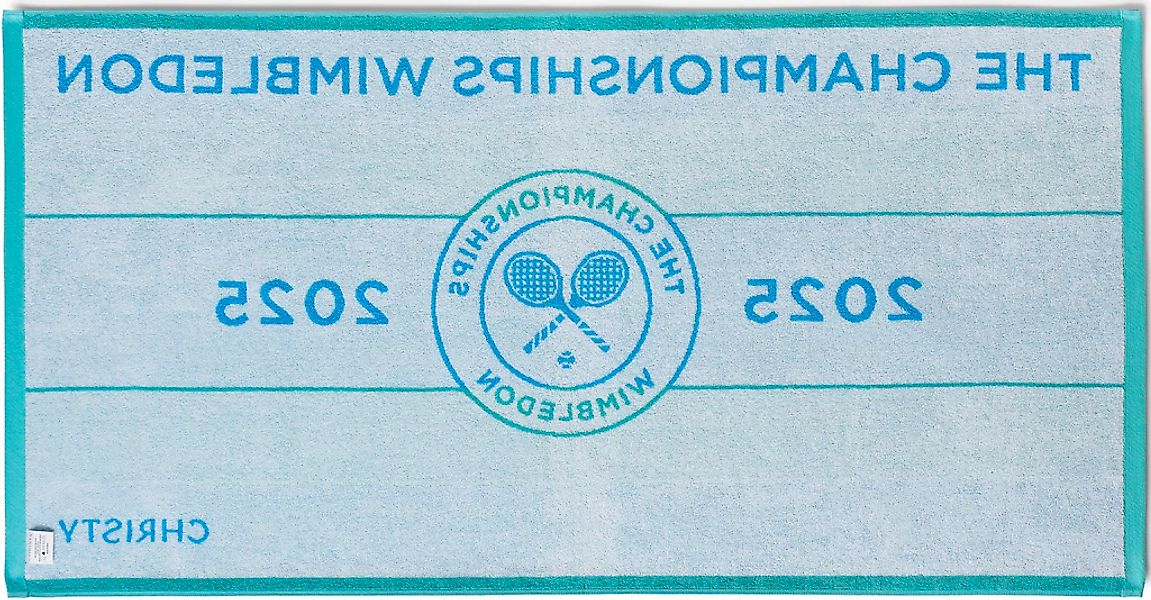 THE CHAMPIONSHIPS WIMBLEDON
THE CHAMPIONSHIPS
2025
2025
WIMBLEDON
CHRISTY